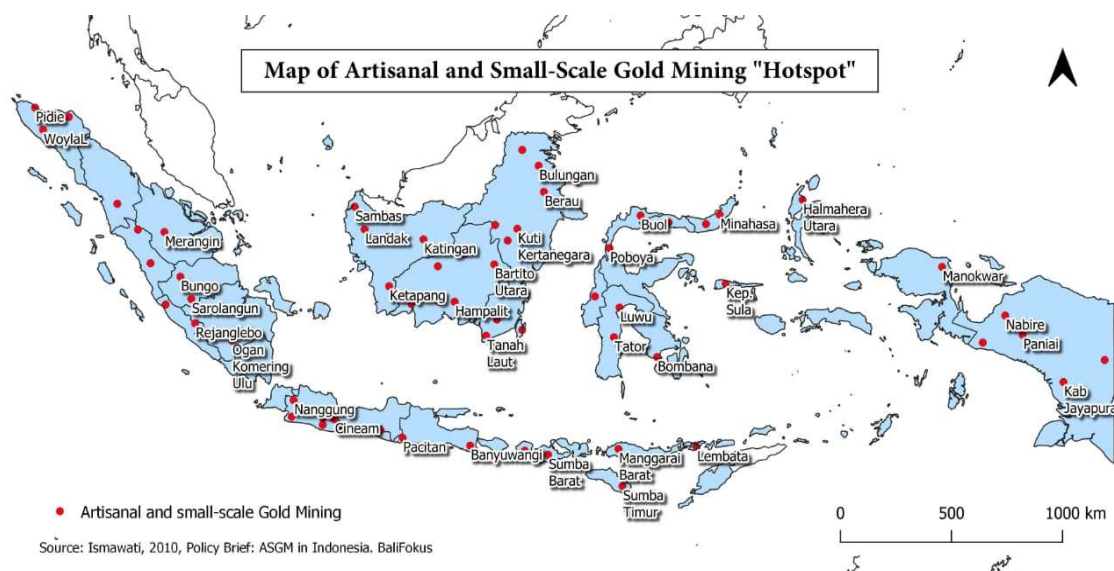 Map of Artisanal and Small-Scale Gold Mining "Hotspot"
Pidie
WoylaL
Merangin
Bungo
Sarolangun
Rejanglebo
Ogan
Komering
Ulu
Sambas
Landak
Katingan
Ketapang
Hampalit
Bulungan
Berau
Kuti
Kertanegara
Bartito
Utara
Tanah
Laut
Buol
Minahasa
Poboya
Luwu
Tator
Bombana
Kep.
Sula
Halmahera
Utara
Manokwar
Nabire
Paniai
Kab
Jayapura
Nanggung
Cineam
Pacitan
Banyuwangi
Sumba
Barat
Manggarai
Barat
Sumba
Timur
Lembata
Artisanal and small-scale Gold Mining
Source: Ismawati, 2010, Policy Brief: ASGM in Indonesia. BaliFokus
0 500 1000 km